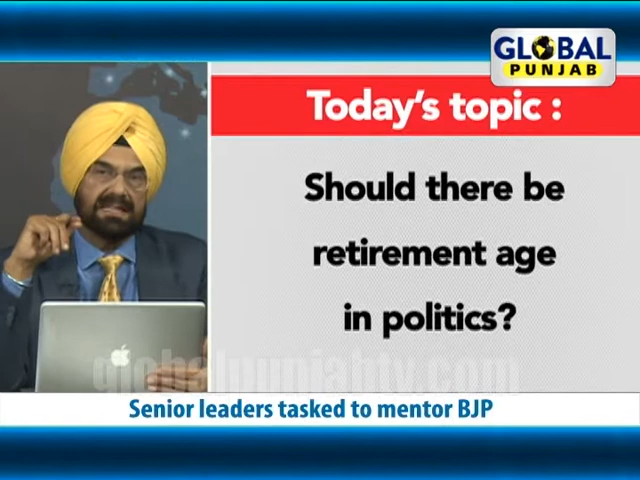 GLOBAL
PUNJAB
Today's topic :
Should there be
retirement age
in politics?
globalpunjabtv.com
Senior leaders tasked to mentor BJP